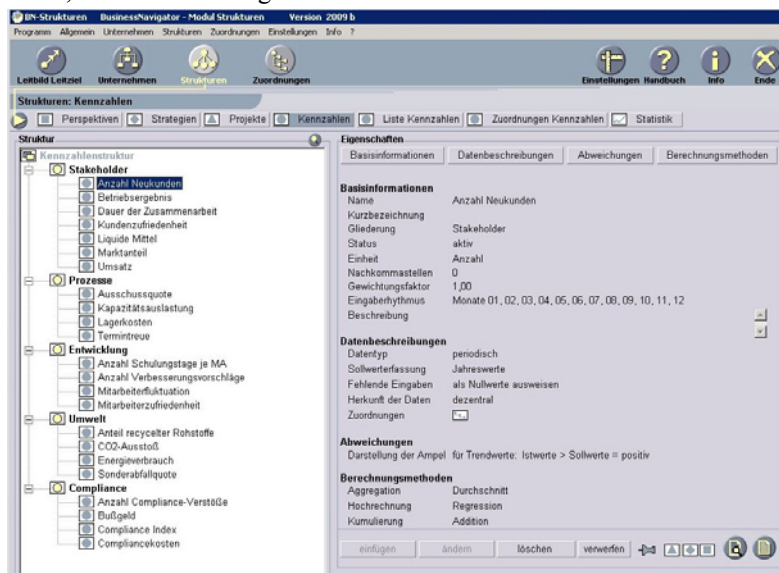 BN-Strukturen BusinessNavigator - Modul Strukturen Version 2009 b
Programm Allgemein Unternehmen Strukturen Zuordnungen Einstellungen Info ?
Leitbild Leitziel Unternehmen Strukturen Zuordnungen Einstellungen Handbuch Info Ende
Strukturen: Kennzahlen
Perspektiven Strategien Projekte Kennzahlen Liste Kennzahlen Zuordnungen Kennzahlen Statistik
Struktur
Kennzahlenstruktur
Stakeholder
Anzahl Neukunden
Betriebsergebnis
Dauer der Zusammenarbeit
Kundenzufriedenheit
Liquide Mittel
Marktanteil
Umsatz
Prozesse
Ausschussquote
Kapazitätsauslastung
Lagerkosten
Termintreue
Entwicklung
Anzahl Schulungstage je MA
Anzahl Verbesserungsvorschläge
Mitarbeiterfluktuation
Mitarbeiterzufriedenheit
Umwelt
Anteil recycelter Rohstoffe
CO2-Ausstoß
Energieverbrauch
Sonderabfallquote
Compliance
Anzahl Compliance-Verstöße
Bußgeld
Compliance Index
Compliancekosten
Eigenschaften
Basisinformationen Datenbeschreibungen Abweichungen Berechnungsmethoden
Basisinformationen
Name Anzahl Neukunden
Kurzbezeichnung
Gliederung Stakeholder
Status aktiv
Einheit Anzahl
Nachkommastellen 0
Gewichtungsfaktor 1,00
Eingaberhythmus Monate 01, 02, 03, 04, 05, 06, 07, 08, 09, 10, 11, 12
Beschreibung
Datenbeschreibungen
Datentyp periodisch
Sollwerterfassung Jahreswerte
Fehlende Eingaben als Nullwerte ausweisen
Herkunft der Daten dezentral
Zuordnungen
Abweichungen
Darstellung der Ampel für Trendwerte: Istwerte > Sollwerte = positiv
Berechnungsmethoden
Aggregation Durchschnitt
Hochrechnung Regression
Kumulierung Addition
einfügen ändern löschen verwerfen